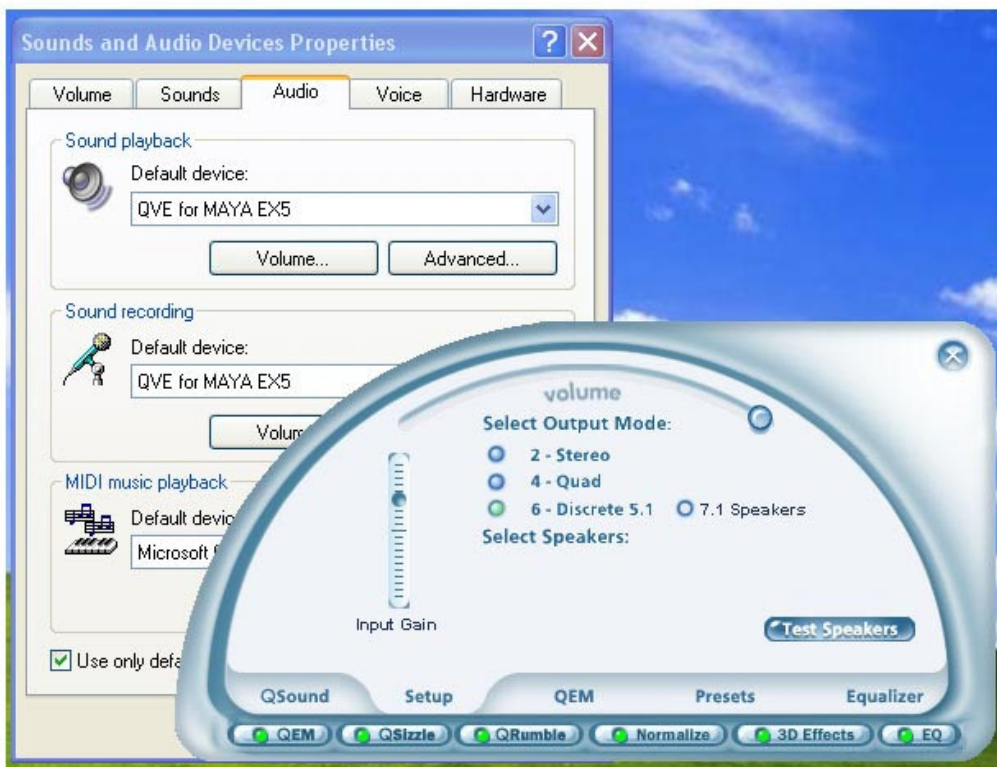 Sounds and Audio Devices Properties
Volume Sounds Audio Voice Hardware
Sound playback
Default device:
QVE for MAYA EX5
Volume... Advanced...
Sound recording
Default device:
QVE for MAYA EX5
MIDI music playback
Default
Microsoft
Use only
volume
Select Output Mode:
2 - Stereo
4 - Quad
6 - Discrete 5.1 7.1 Speakers
Select Speakers:
Input Gain
Test Speakers
QSound Setup QEM Presets Equalizer
QEM QSizzle QRumble Normalize 3D Effects EQ